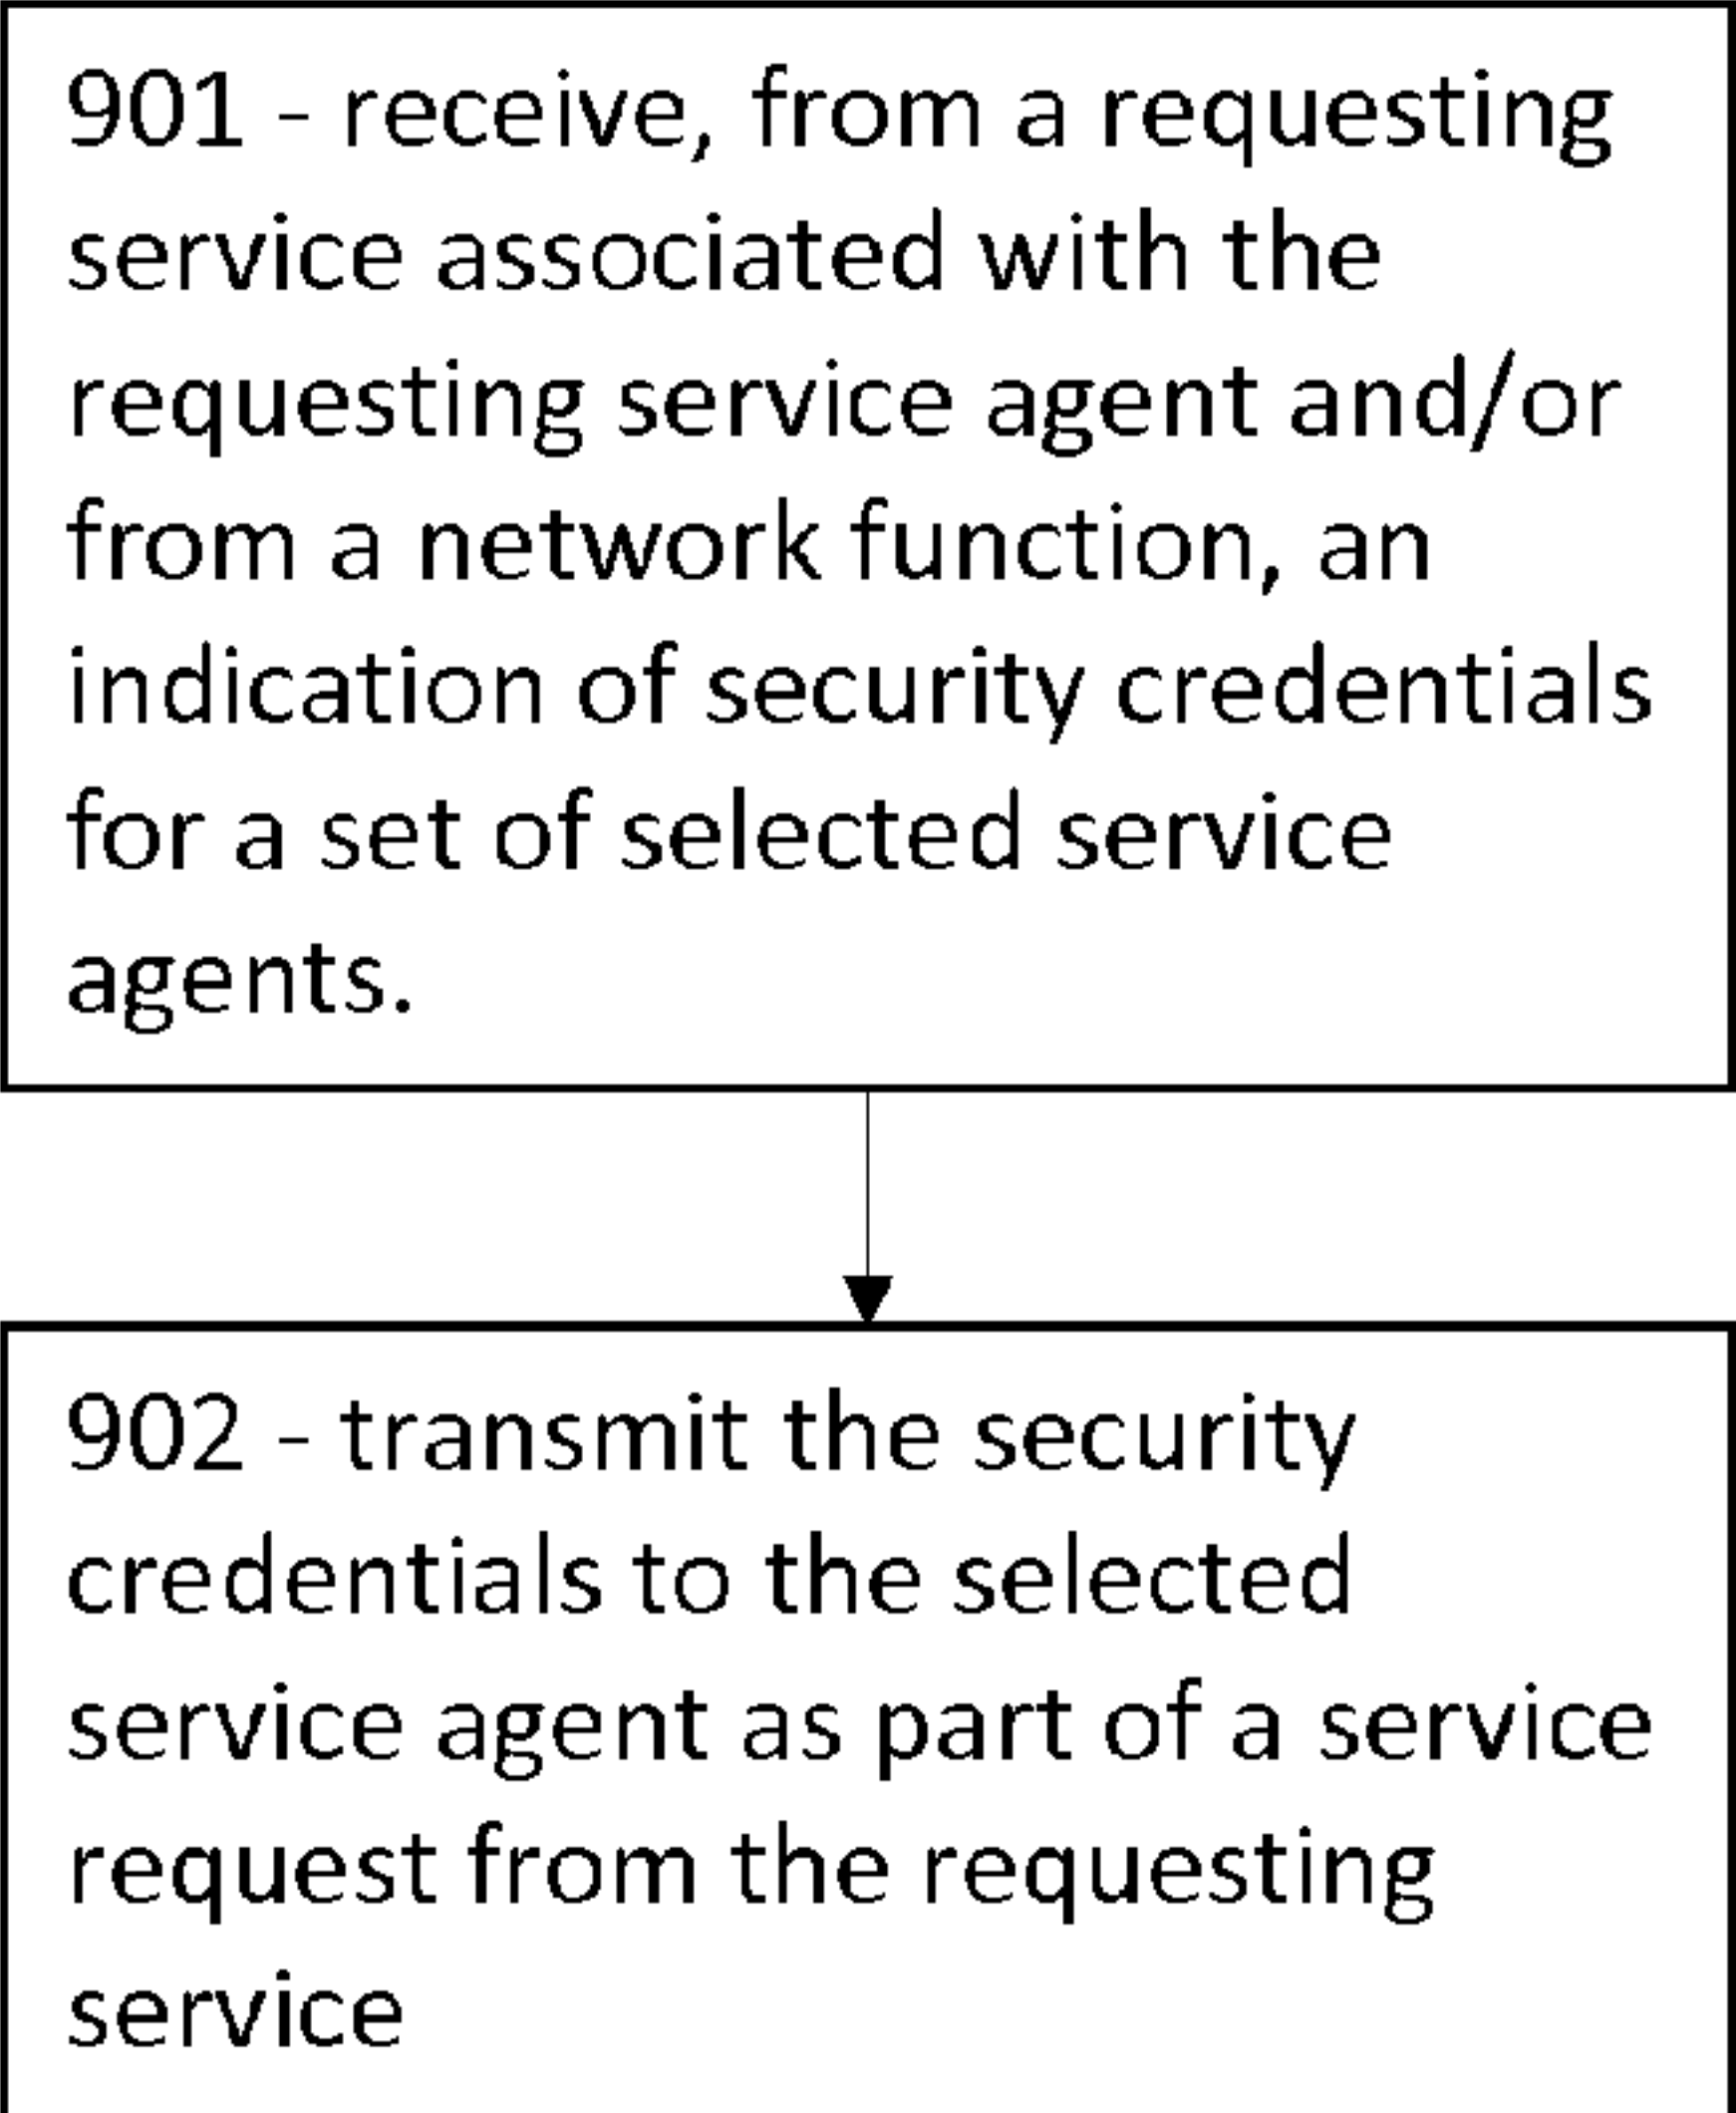 901 - receive, from a requesting
service associated with the
requesting service agent and/or
from a network function, an
indication of security credentials
for a set of selected service
agents.
902 - transmit the security
credentials to the selected
service agent as part of a service
request from the requesting
service